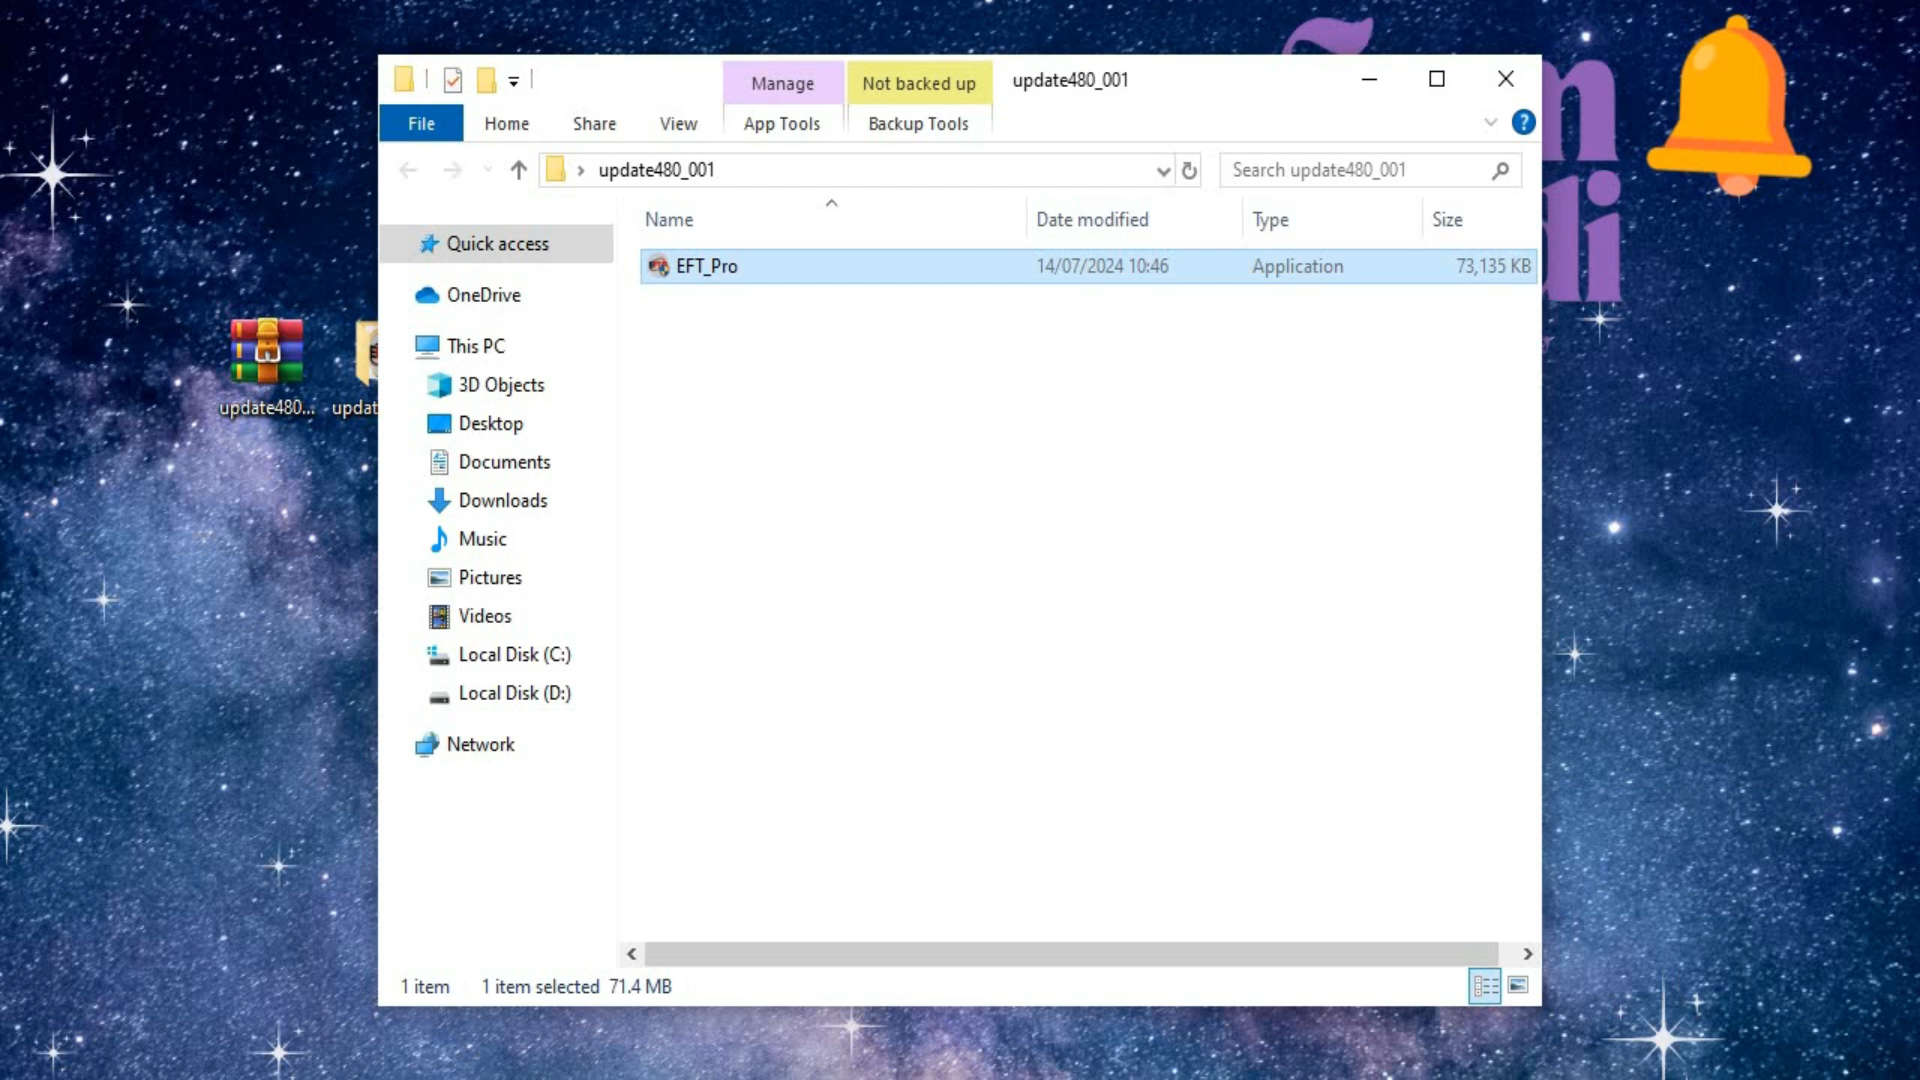 Manage
Not backed up
update480_001
File
Home
Share
View
App Tools
Backup Tools
?
update480_001
Search update480_001
Name
Date modified
Type
Size
Quick access
EFT_Pro
14/07/2024 10:46
Application
73,135 KB
OneDrive
This PC
3D Objects
update480...
updat
Desktop
Documents
Downloads
Music
Pictures
Videos
Local Disk (C:)
Local Disk (D:)
Network
1 item
1 item selected
71.4 MB